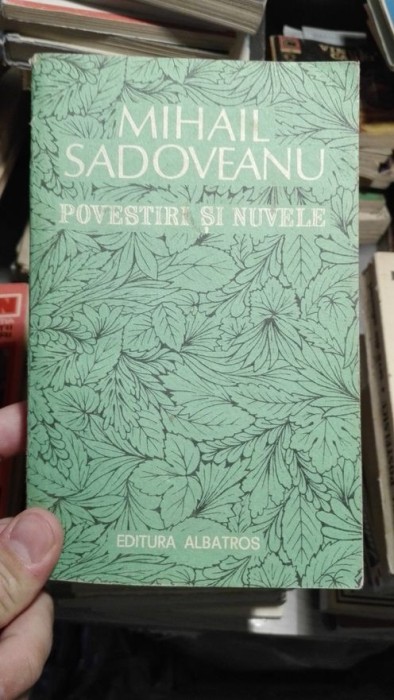 MIHAIL
SADOVEANU
POVESTIRI ȘI NUVELE
EDITURA ALBATROS